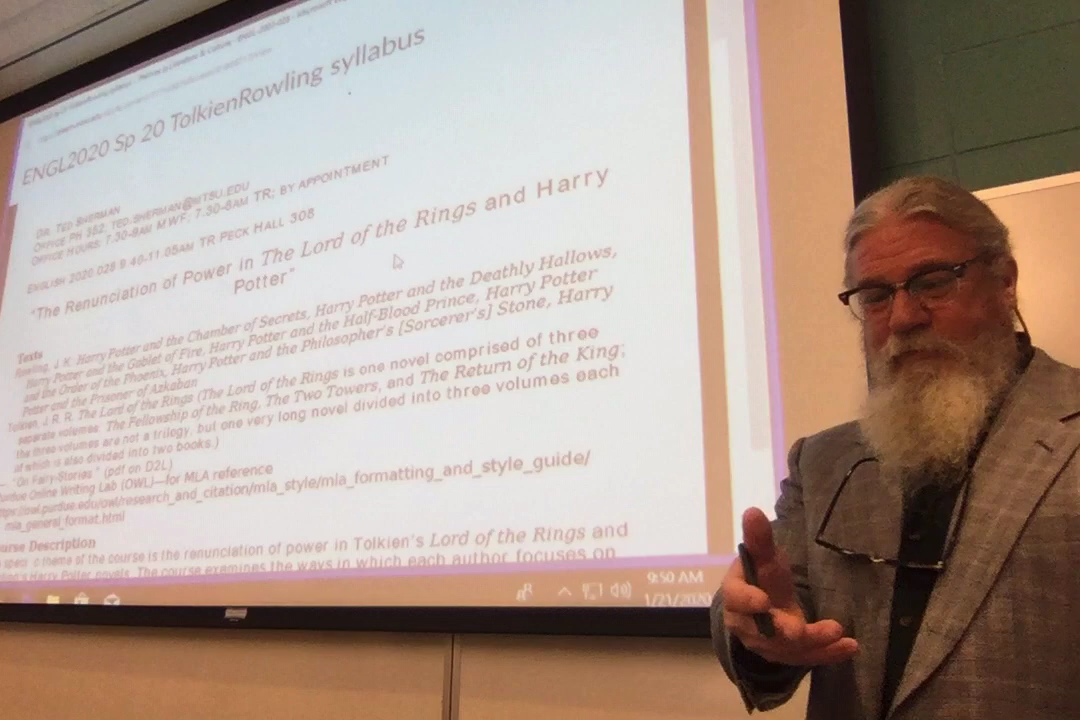 ENGL2020 Sp 20 TolkienRowling syllabus
DR. TED SHERMAN
OFFICE PH 352; TED.SHERMAN@MTSU.EDU
OFFICE HOURS: 7.30-8AM MWF; 7.30-8AM TR; BY APPOINTMENT
ENGLISH 2020.028 9.40-11.05AM TR PECK HALL 308
"The Renunciation of Power in The Lord of the Rings and Harry
Potter"
Texts
Rowling, J. K. Harry Potter and the Chamber of Secrets, Harry Potter and the Deathly Hallows,
Harry Potter and the Goblet of Fire, Harry Potter and the Half-Blood Prince, Harry Potter
and the Order of the Phoenix, Harry Potter and the Philosopher's [Sorcerer's] Stone, Harry
Potter and the Prisoner of Azkaban
Tolkien, J. R. R. The Lord of the Rings (The Lord of the Rings is one novel comprised of three
separate volumes: The Fellowship of the Ring, The Two Towers, and The Return of the King;
the three volumes are not a trilogy, but one very long novel divided into three volumes each
of which is also divided into two books.)
"On Fairy-Stories." (pdf on D2L)
urdue Online Writing Lab (OWL)—for MLA reference
https://owl.purdue.edu/owl/research_and_citation/mla_style/mla_formatting_and_style_guide/
mla_general_format.html
urse Description
theme of the course is the renunciation of power in Tolkien's Lord of the Rings and
Harry Potter novels. The course examines the ways in which each author focuses on
9:50 AM
1/21/2020